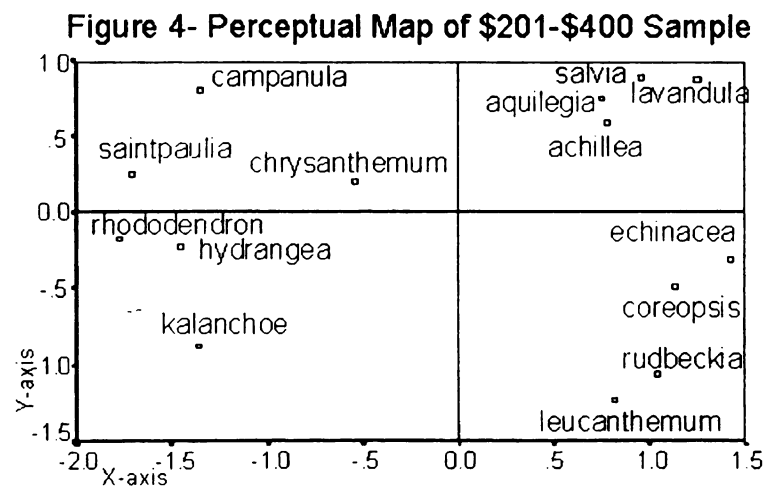 Figure 4- Perceptual Map of $201-$400 Sample
1.0
campanula
salvia
lavandula
aquilegia
.5
saintpaulia
achillea
chrysanthemum
0.0
rhododendron
echinacea
hydrangea
-.5
coreopsis
kalanchoe
rudbeckia
-1.0
leucanthemum
Y-axis
-1.5
-2.0 -1.5 -1.0 -.5 0.0 .5 1.0 1.5
X-axis